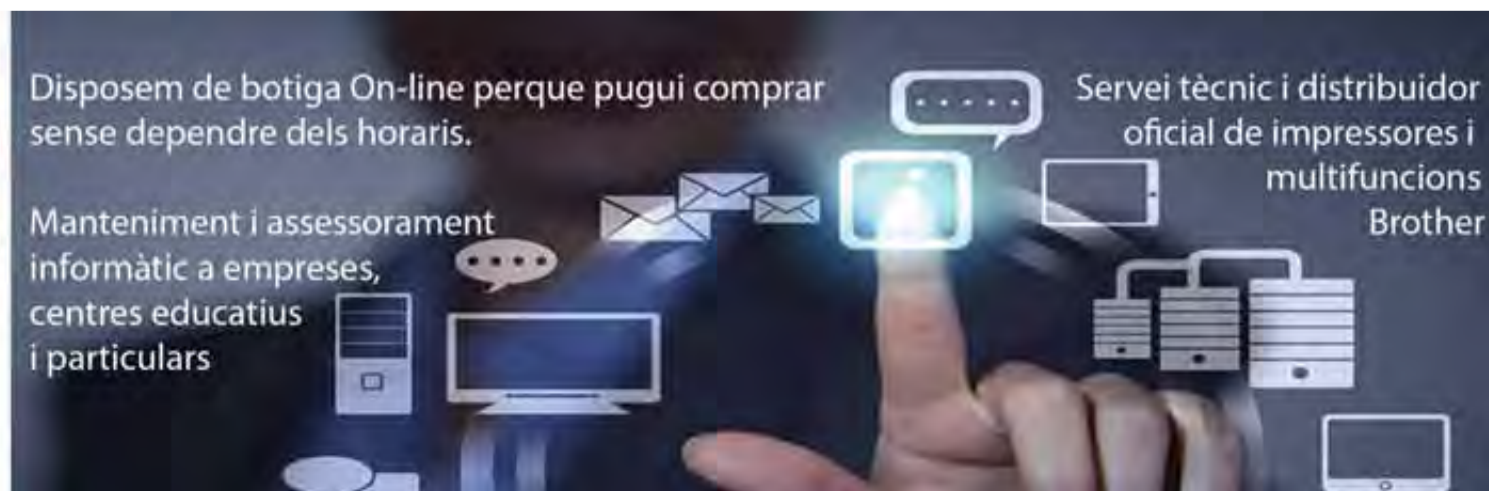 Disposem de botiga On-line perque pugui comprar
sense dependre dels horaris.
Manteniment i assessorament
informàtic a empreses,
centres educatius
i particulars
Servei tècnic i distribuidor
oficial de impressores i
multifuncions
Brother